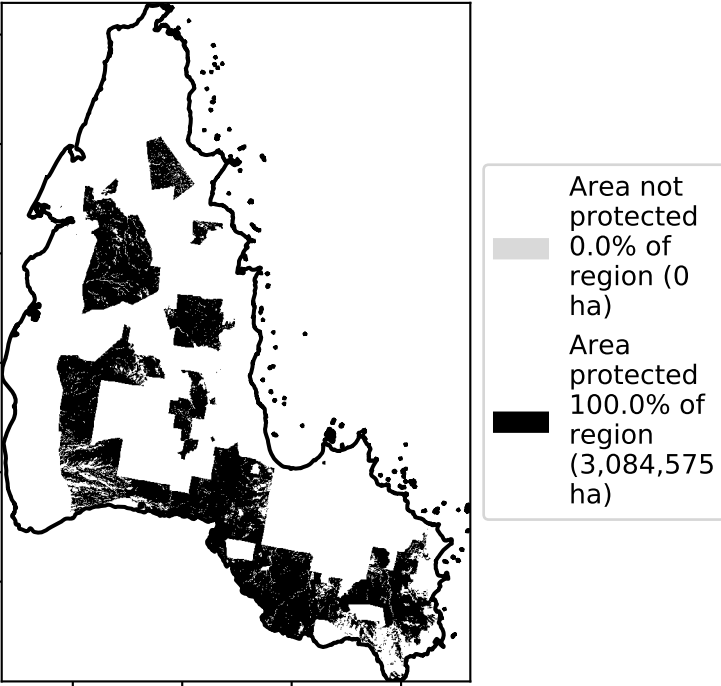 Area not
protected
0.0% of
region (0
ha)
Area
protected
100.0% of
region
(3,084,575
ha)